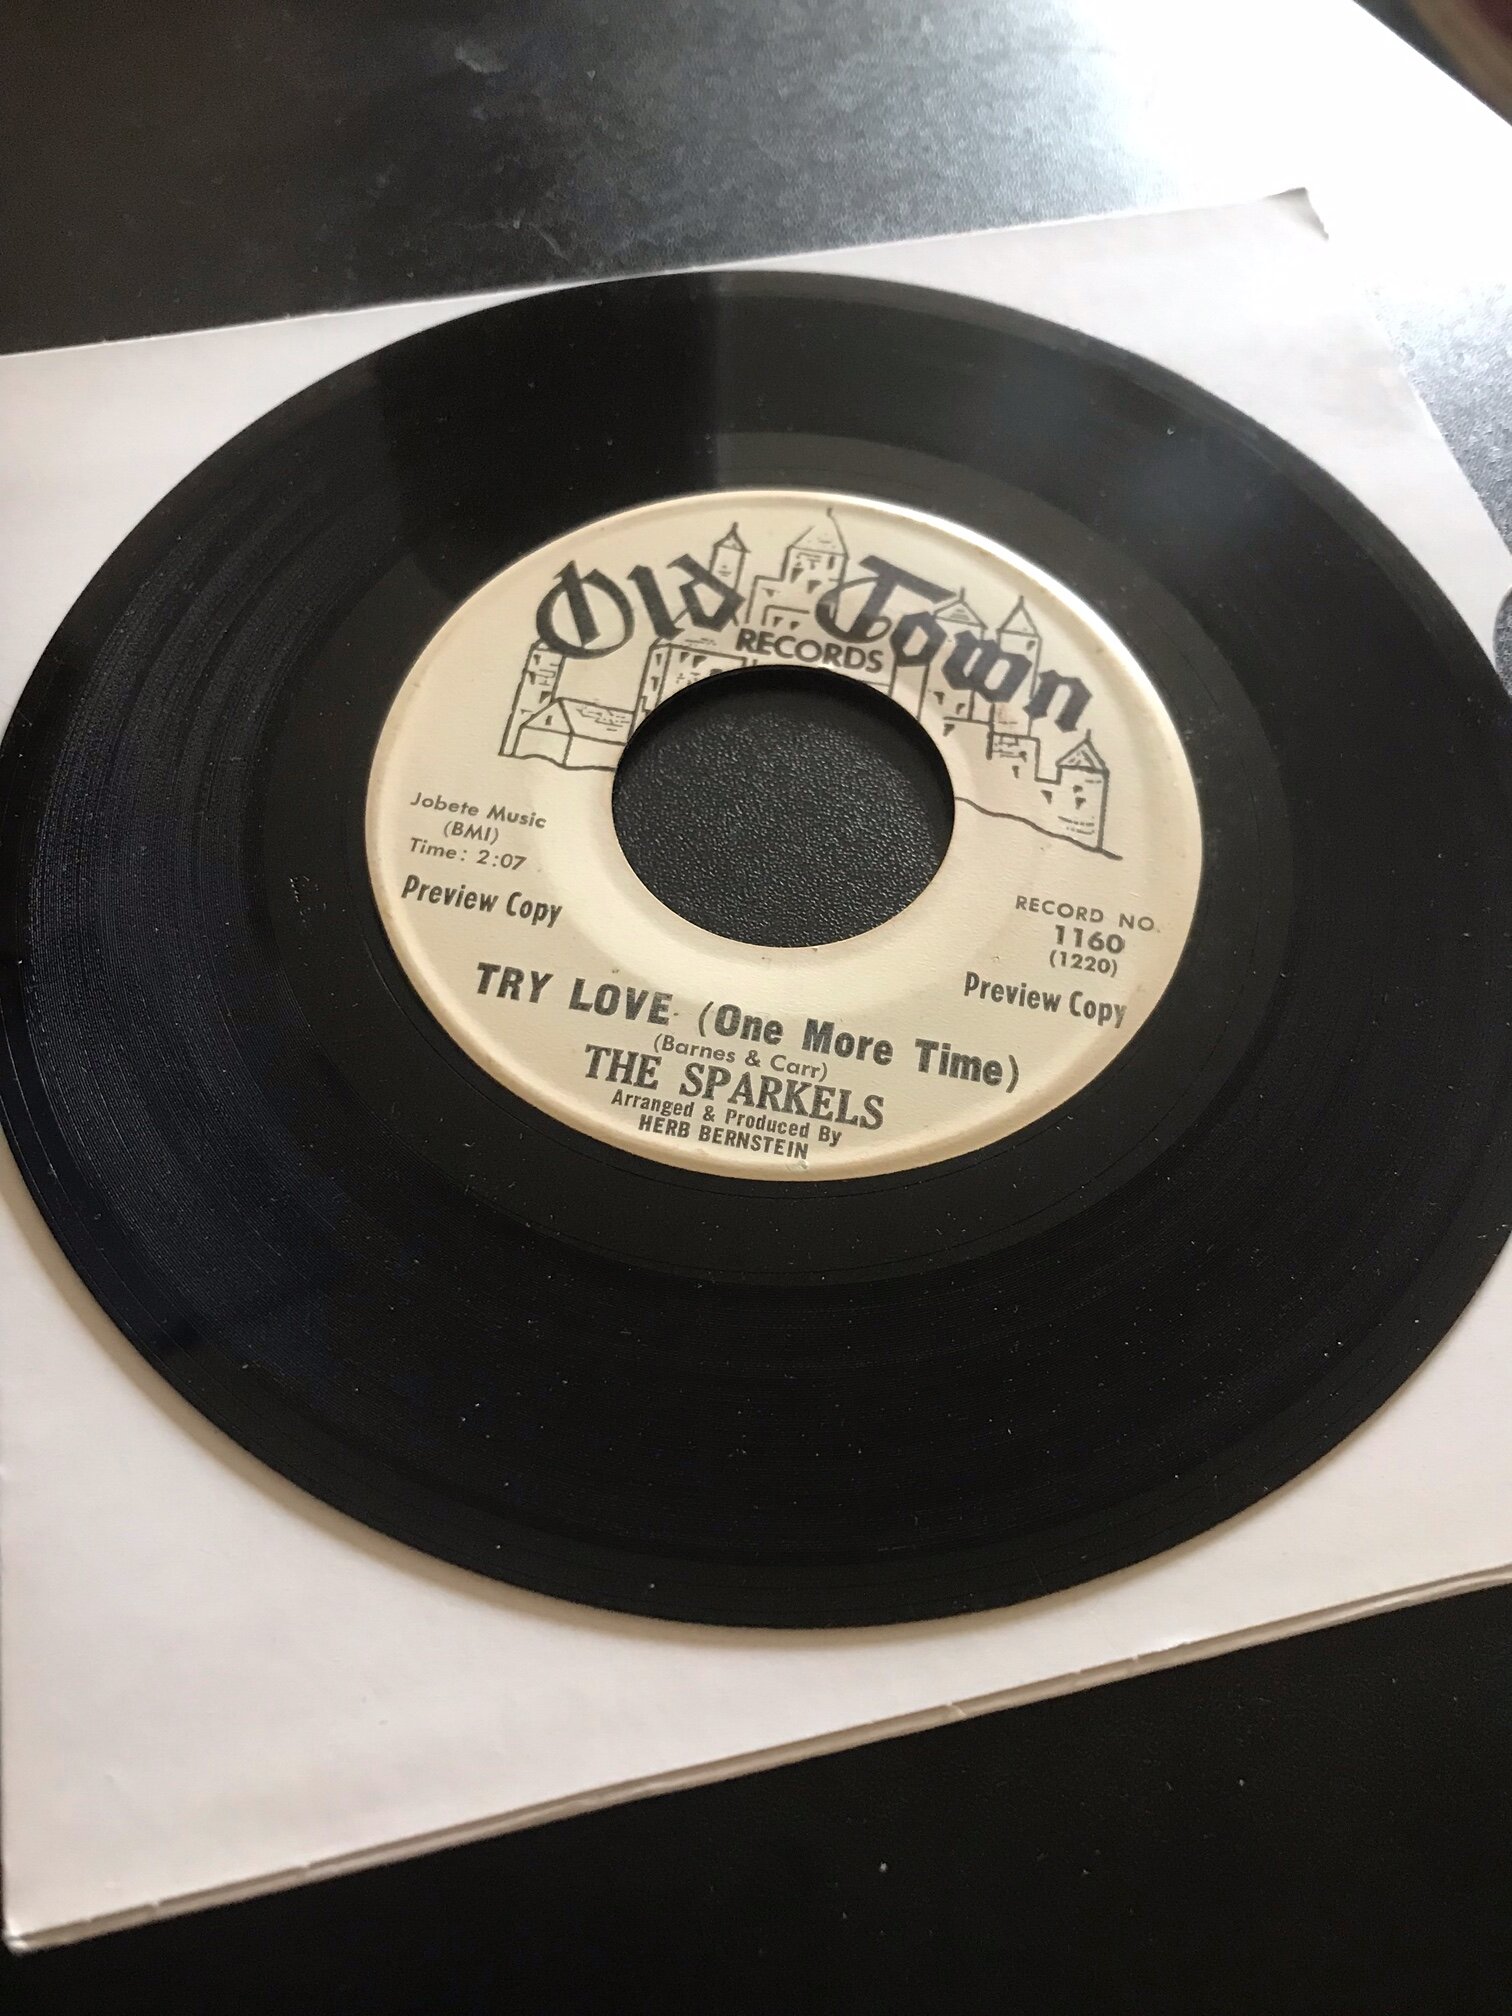 Old Town
RECORDS
Jobete Music
(BMI)
Time: 2:07
Preview Copy
RECORD NO.
1160
(1220)
Preview Copy
TRY LOVE (One More Time)
(Barnes & Carr)
THE SPARKELS
Arranged & Produced By
HERB BERNSTEIN